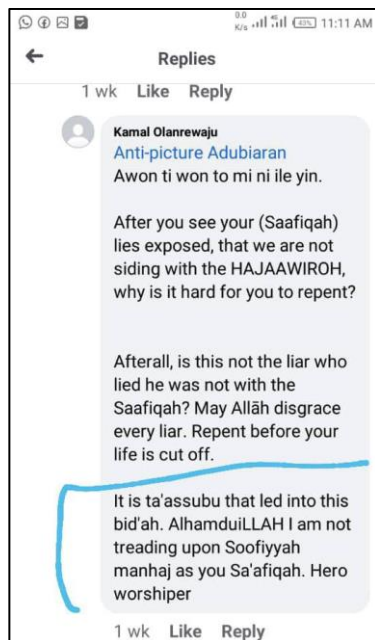 0.0
K/s 4G 40% 11:11 AM
Replies
1 wk Like Reply
Kamal Olanrewaju
Anti-picture Adubiaran
Awon ti won to mi ni ile yin.
After you see your (Saafiqah)
lies exposed, that we are not
siding with the HAJAAWIROH,
why is it hard for you to repent?
Afterall, is this not the liar who
lied he was not with the
Saafiqah? May Allāh disgrace
every liar. Repent before your
life is cut off.
It is ta'assubu that led into this
bid'ah. AlhamduiLLAH I am not
treading upon Soofiyyah
manhaj as you Sa'afiqah. Hero
worshiper
1 wk Like Reply